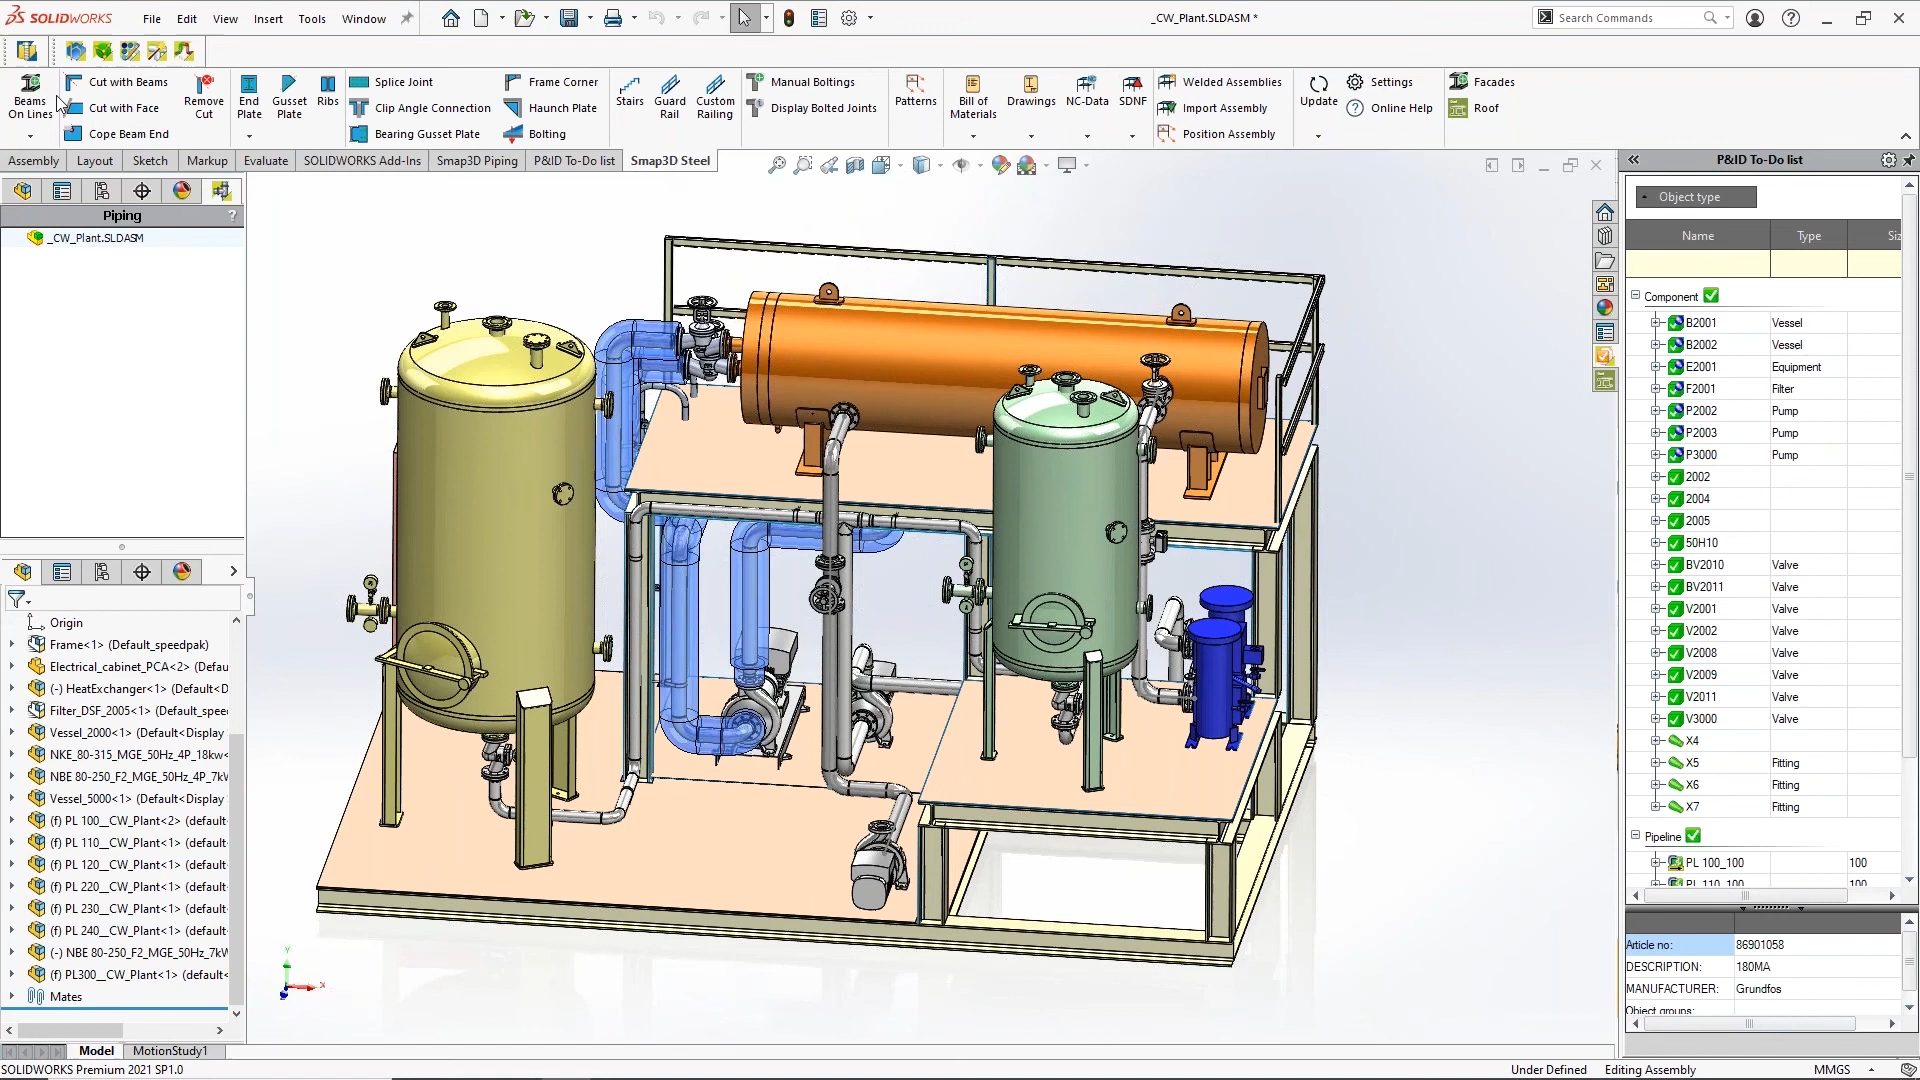 SOLIDWORKS File Edit View Insert Tools Window _CW_Plant.SLDASM * Search Commands
Beams On Lines
Cut with Beams
Cut with Face
Cope Beam End
Remove Cut
End Plate
Gusset Plate
Ribs
Splice Joint
Clip Angle Connection
Bearing Gusset Plate
Frame Corner
Haunch Plate
Bolting
Stairs
Guard Rail
Custom Railing
Manual Boltings
Display Bolted Joints
Patterns
Bill of Materials
Drawings
NC-Data
SDNF
Welded Assemblies
Import Assembly
Position Assembly
Update
Settings
Online Help
Facades
Roof
Assembly Layout Sketch Markup Evaluate SOLIDWORKS Add-Ins Smap3D Piping P&ID To-Do list Smap3D Steel
Piping ?
_CW_Plant.SLDASM
Origin
Frame<1> (Default_speedpak)
Electrical_cabinet_PCA<2> (Defau
(-) HeatExchanger<1> (Default<D
Filter_DSF_2005<1> (Default_spee
Vessel_2000<1> (Default<Display
NKE 80-315_MGE_50Hz_4P_18kw<
NBE 80-250_F2_MGE_50Hz_4P_7kW
Vessel_5000<1> (Default<Display
(f) PL 100__CW_Plant<2> (default
(f) PL 110__CW_Plant<1> (default
(f) PL 120__CW_Plant<1> (default
(f) PL 220__CW_Plant<1> (default
(f) PL 230__CW_Plant<1> (default
(f) PL 240__CW_Plant<1> (default
(-) NBE 80-250_F2_MGE_50Hz_7kW
(f) PL300__CW_Plant<1> (default<
Mates
Model MotionStudy1
P&ID To-Do list
Object type
Name Type Siz
Component
B2001 Vessel
B2002 Vessel
E2001 Equipment
F2001 Filter
P2002 Pump
P2003 Pump
P3000 Pump
2002
2004
2005
50H10
BV2010 Valve
BV2011 Valve
V2001 Valve
V2002 Valve
V2008 Valve
V2009 Valve
V2011 Valve
V3000 Valve
X4
X5 Fitting
X6 Fitting
X7 Fitting
Pipeline
PL 100_100 100
PL 110_100 100
Article no: 86901058
DESCRIPTION: 180MA
MANUFACTURER: Grundfos
Object groups:
Y
X
SOLIDWORKS Premium 2021 SP1.0 Under Defined Editing Assembly MMGS